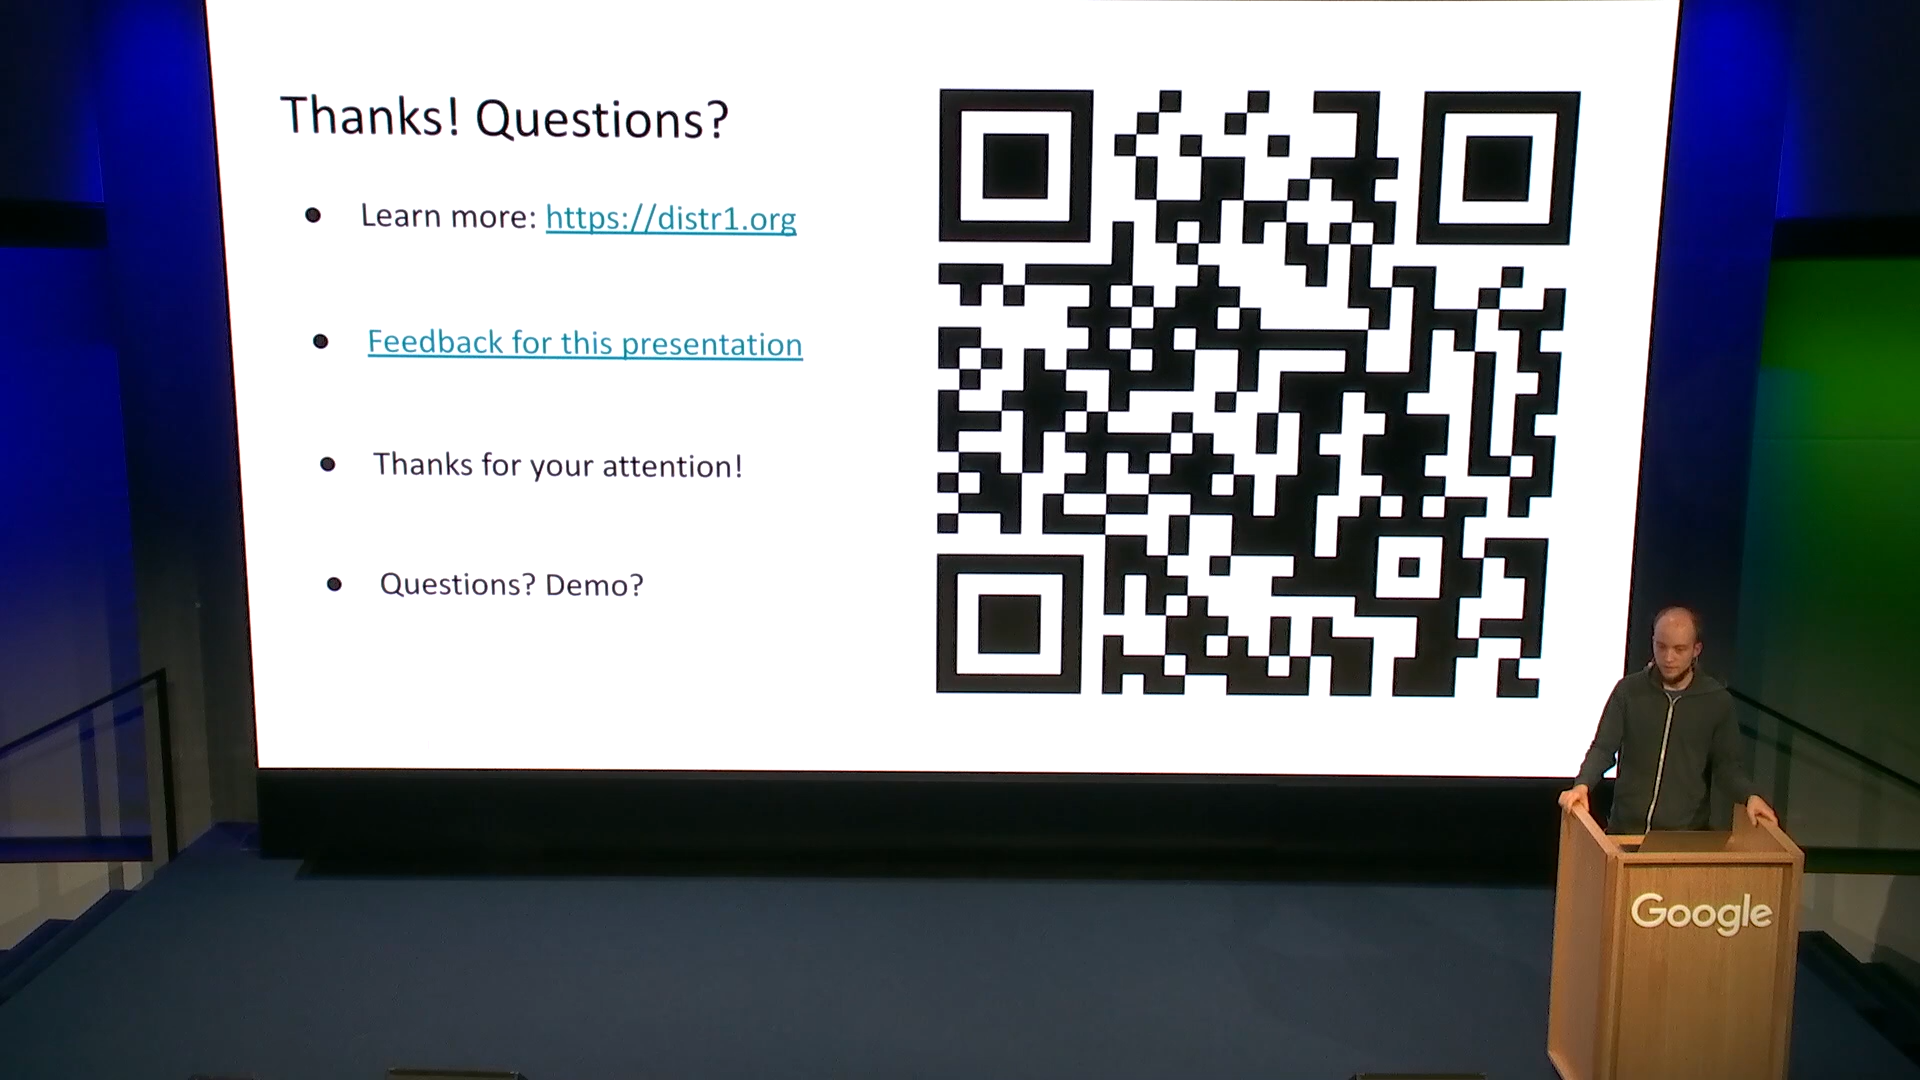 Thanks! Questions?
Learn more: https://distr1.org
Feedback for this presentation
Thanks for your attention!
Questions? Demo?
Google